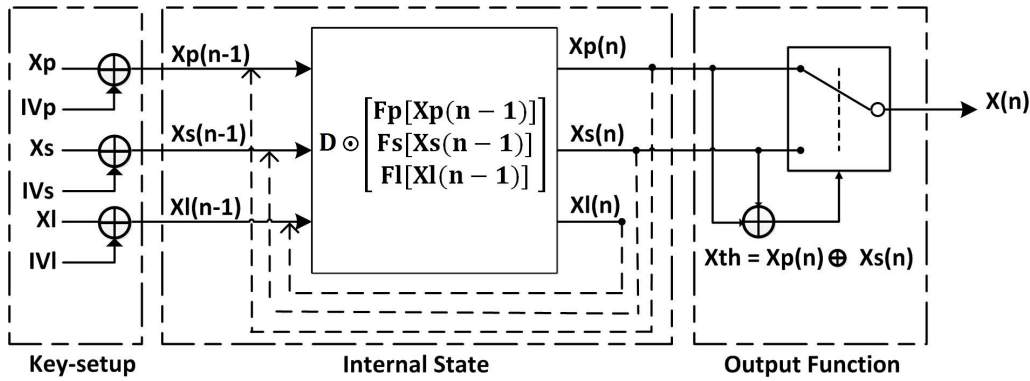 Xp
IVp
Xs
IVs
Xl
IVl
Key-setup
Xp(n-1)
Xs(n-1)
Xl(n-1)
D ⊙ [Fp[Xp(n − 1)]
Fs[Xs(n − 1)]
Fl[Xl(n − 1)]]
Xp(n)
Xs(n)
Xl(n)
Internal State
X(n)
Xth = Xp(n) ⊕ Xs(n)
Output Function